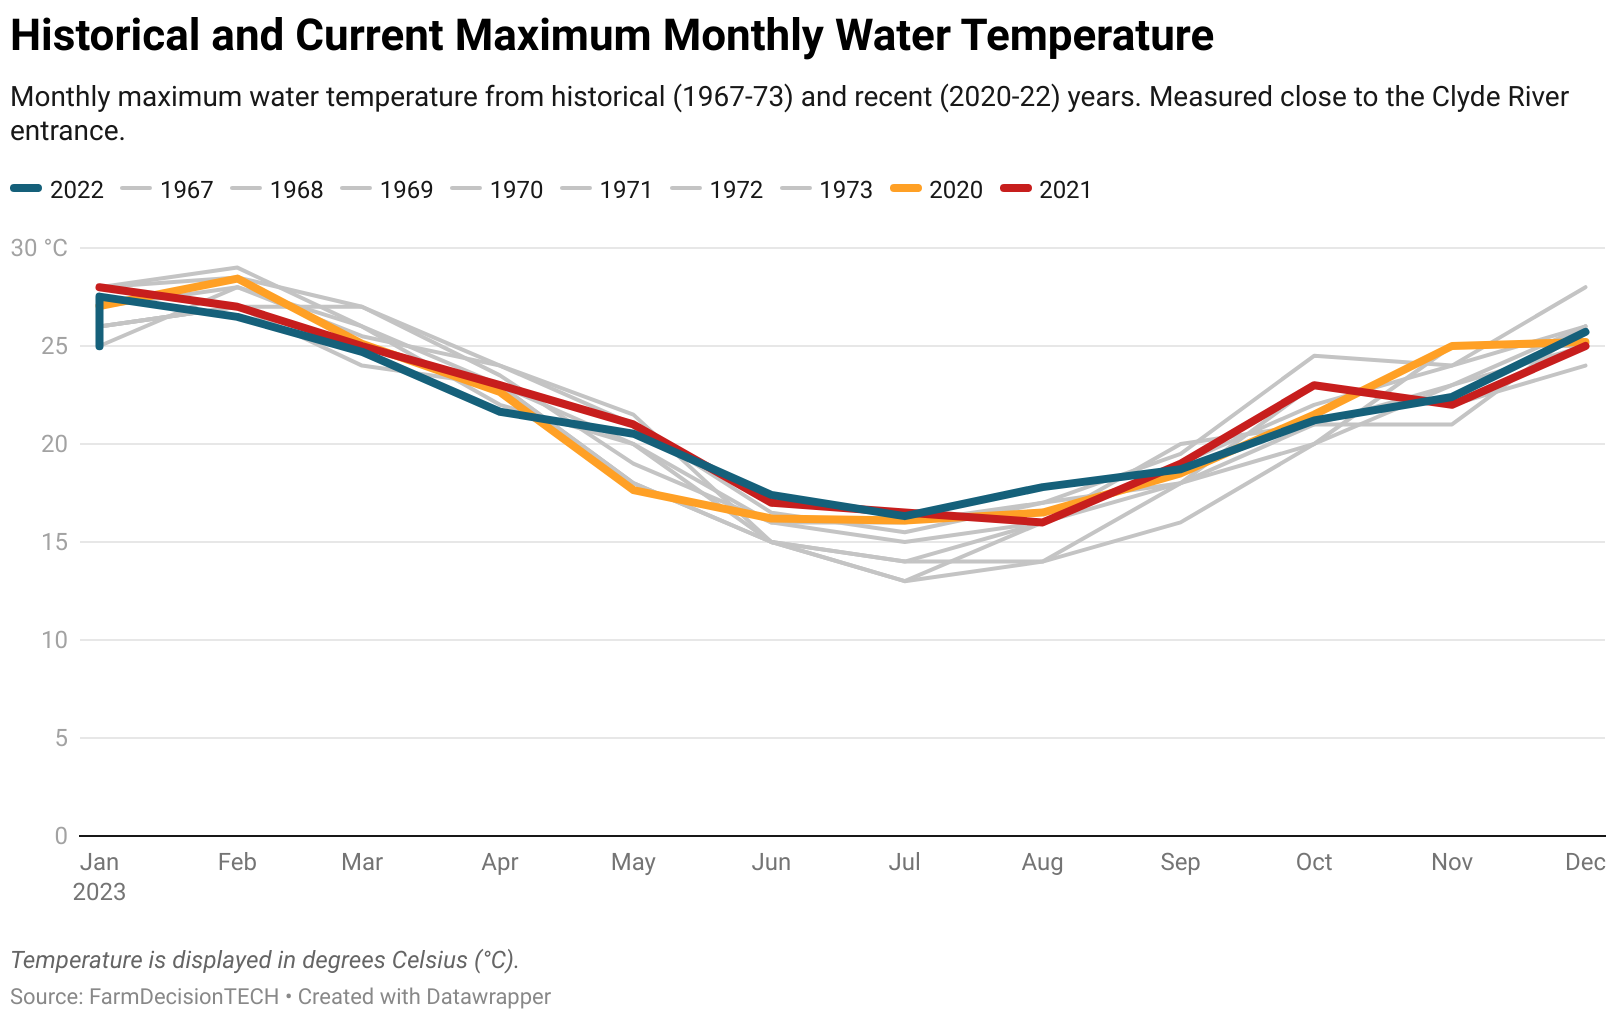 Historical and Current Maximum Monthly Water Temperature
Monthly maximum water temperature from historical (1967-73) and recent (2020-22) years. Measured close to the Clyde River
entrance.
2022 1967 1968 1969 1970 1971 1972 1973 2020 2021
30 °C
25
20
15
10
5
0
Jan Feb Mar Apr May Jun Jul Aug Sep Oct Nov Dec
2023
Temperature is displayed in degrees Celsius (°C).
Source: FarmDecisionTECH • Created with Datawrapper